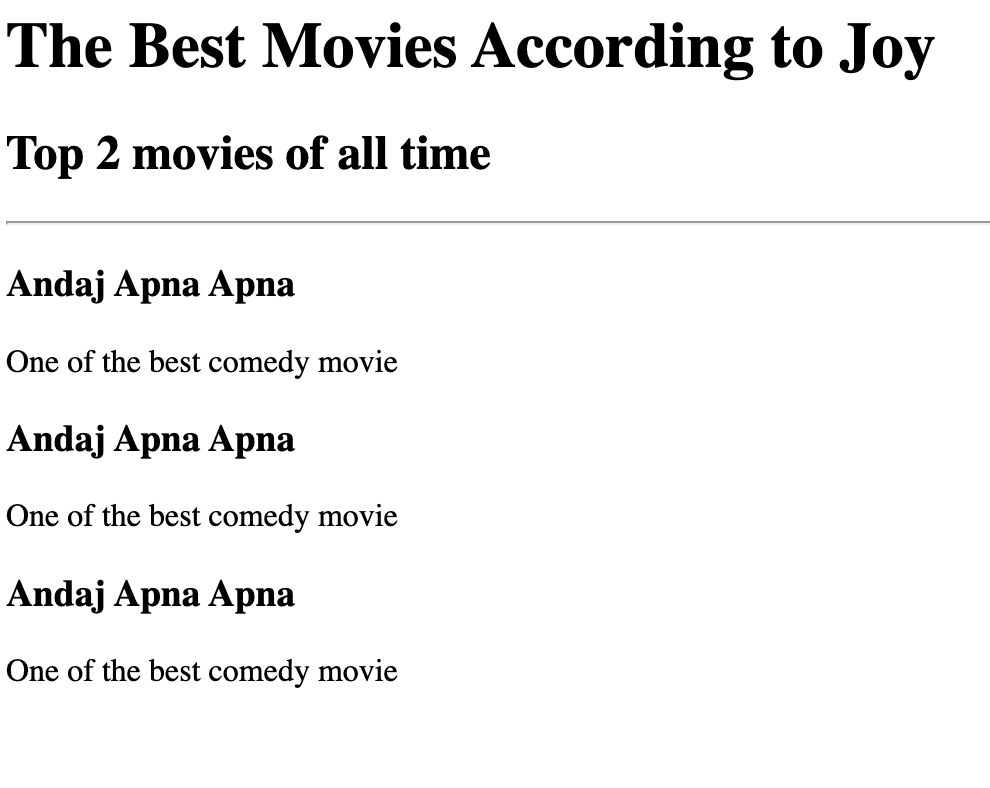 The Best Movies According to Joy
Top 2 movies of all time
Andaj Apna Apna
One of the best comedy movie
Andaj Apna Apna
One of the best comedy movie
Andaj Apna Apna
One of the best comedy movie